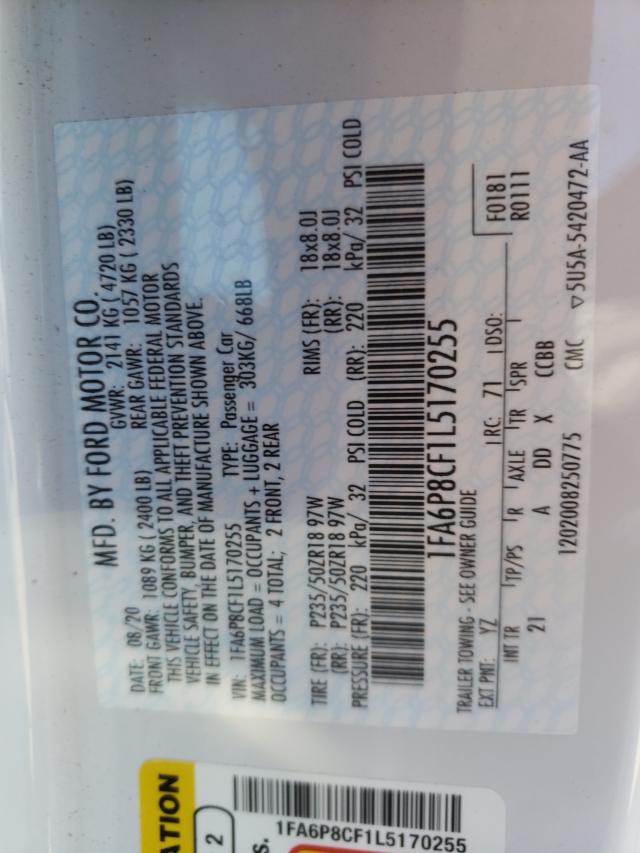 MFD. BY FORD MOTOR CO.
DATE: 08/20 GVWR: 2141 KG ( 4720 LB)
FRONT GAWR: 1089 KG ( 2400 LB) REAR GAWR: 1057 KG ( 2330 LB)
THIS VEHICLE CONFORMS TO ALL APPLICABLE FEDERAL MOTOR
VEHICLE SAFETY, BUMPER, AND THEFT PREVENTION STANDARDS
IN EFFECT ON THE DATE OF MANUFACTURE SHOWN ABOVE.
VIN: 1FA6P8CF1L5170255 TYPE: Passenger Car
MAXIMUM LOAD = OCCUPANTS + LUGGAGE = 303KG/ 668LB
OCCUPANTS = 4 TOTAL; 2 FRONT, 2 REAR
TIRE (FR): P235/50ZR18 97W RIMS (FR): 18x8.0J
(RR): P235/50ZR18 97W (RR): 18x8.0J
PRESSURE (FR): 220 kPa/ 32 PSI COLD (RR): 220 kPa/ 32 PSI COLD
1FA6P8CF1L5170255
TRAILER TOWING - SEE OWNER GUIDE F0181
EXT PNT: YZ RC: 71 DSO: R0111
INT TR TP/PS R AXLE TR SPR
21 A DD X CCBB
1202008250775 CMC ▽5U5A-5420472-AA
ATION
2
s.
1FA6P8CF1L5170255